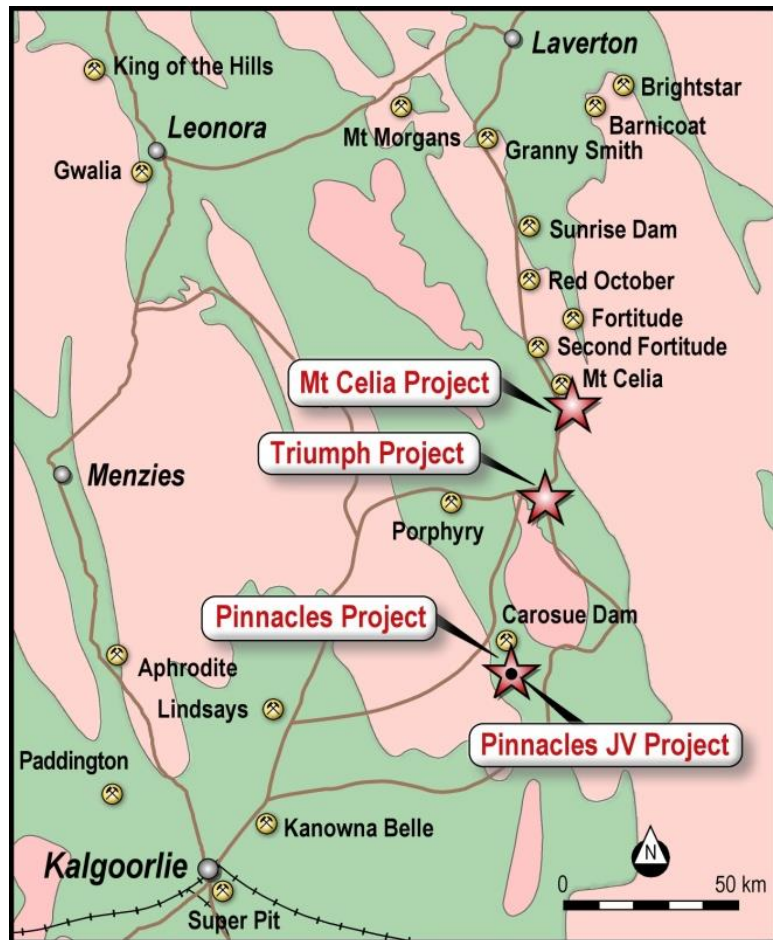 Laverton
King of the Hills
Brightstar
Barnicoat
Mt Morgans
Leonora
Granny Smith
Gwalia
Sunrise Dam
Red October
Fortitude
Second Fortitude
Mt Celia
Mt Celia Project
Triumph Project
Menzies
Porphyry
Pinnacles Project
Carosue Dam
Aphrodite
Lindsays
Pinnacles JV Project
Paddington
Kanowna Belle
Kalgoorlie
N
Super Pit
0 50 km